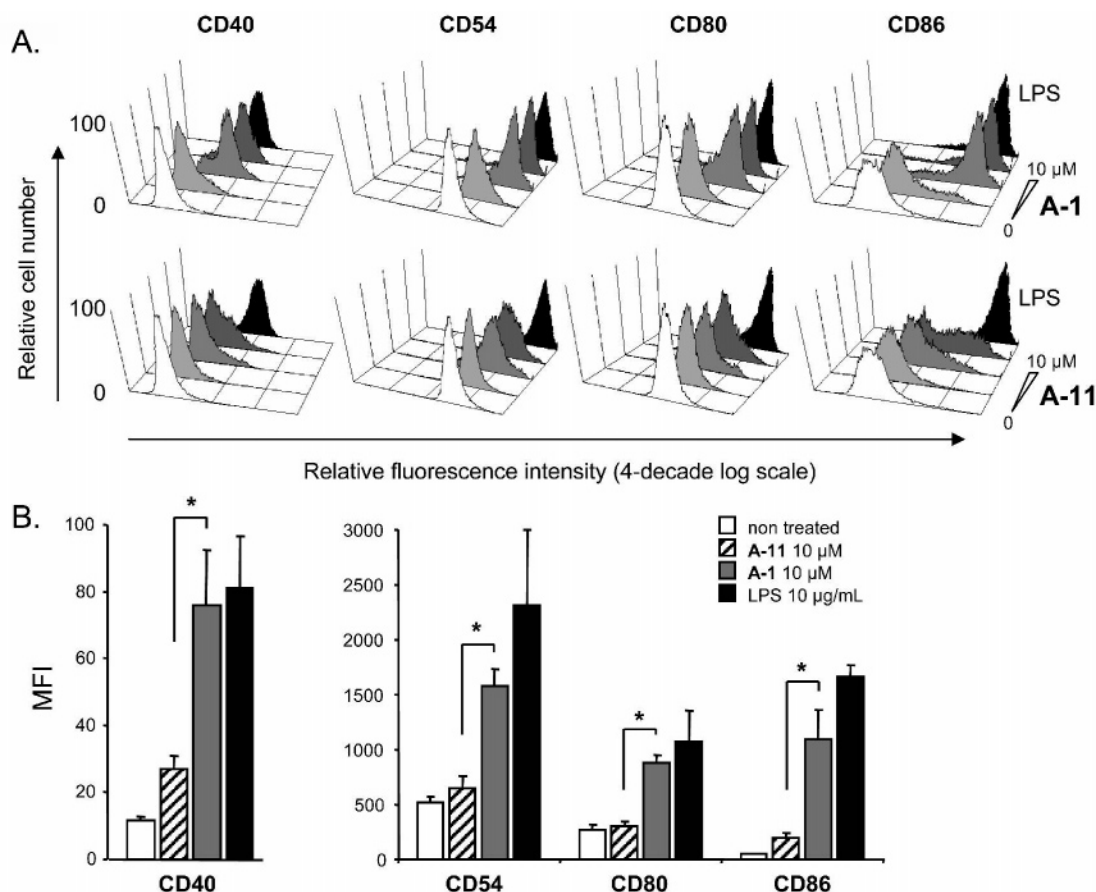 A.
CD40 CD54 CD80 CD86
Relative cell number
100
0
LPS
10 µM
0
A-1
100
0
LPS
10 µM
0
A-11
Relative fluorescence intensity (4-decade log scale)
B.
MFI
100
80
60
40
20
0
*
CD40
3000
2500
2000
1500
1000
500
0
*
*
*
non treated
A-11 10 µM
A-1 10 µM
LPS 10 µg/mL
CD54 CD80 CD86